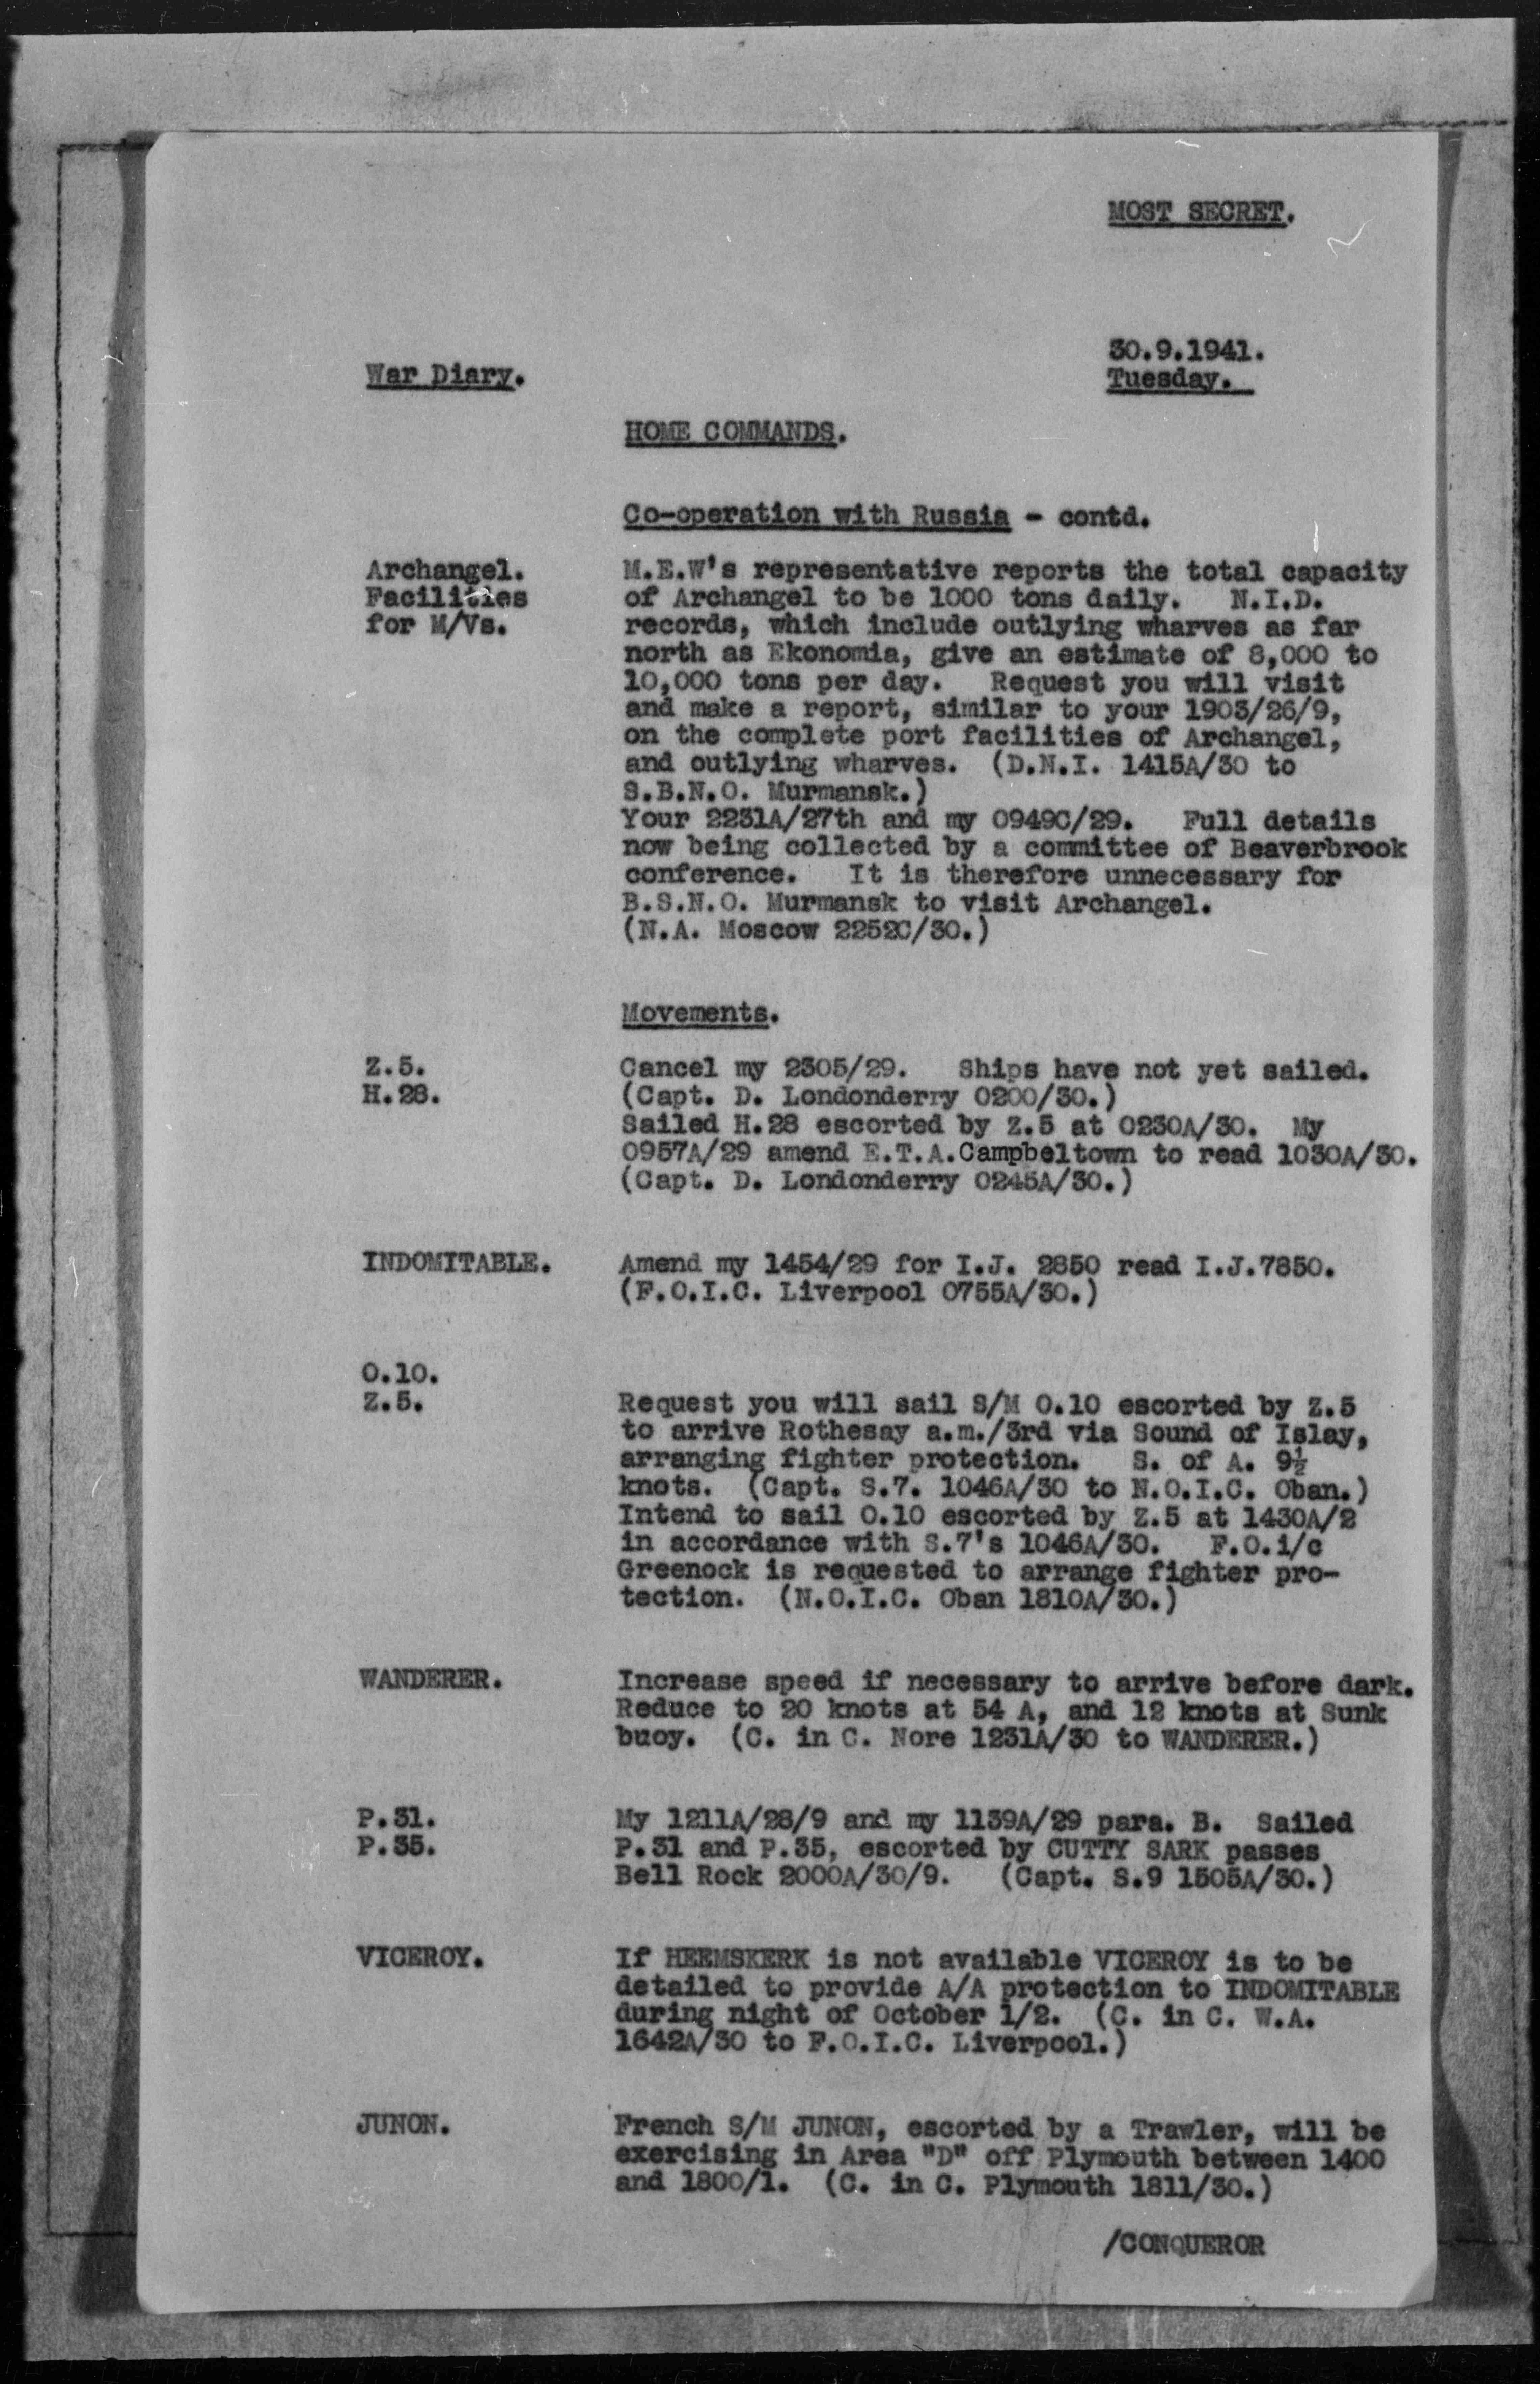 MOST SECRET.
30.9.1941.
War Diary.
Tuesday.
HOME COMMANDS.
Co-operation with Russia - contd.
Archangel.
Facilities
for M/Vs.
M.E.W's representative reports the total capacity
of Archangel to be 1000 tons daily. N.I.D.
records, which include outlying wharves as far
north as Ekonomia, give an estimate of 8,000 to
10,000 tons per day. Request you will visit
and make a report, similar to your 1903/26/9,
on the complete port facilities of Archangel,
and outlying wharves. (D.N.I. 1415A/30 to
S.B.N.O. Murmansk.)
Your 2231A/27th and my 0949C/29. Full details
now being collected by a committee of Beaverbrook
conference. It is therefore unnecessary for
B.S.N.O. Murmansk to visit Archangel.
(N.A. Moscow 2252C/30.)
Movements.
Z.5.
H.28.
Cancel my 2305/29. Ships have not yet sailed.
(Capt. D. Londonderry 0200/30.)
Sailed H.28 escorted by Z.5 at 0230A/30. My
0957A/29 amend E.T.A.Campbeltown to read 1030A/30.
(Capt. D. Londonderry 0245A/30.)
INDOMITABLE.
Amend my 1454/29 for I.J. 2850 read I.J.7850.
(F.O.I.C. Liverpool 0755A/30.)
O.10.
Z.5.
Request you will sail S/M O.10 escorted by Z.5
to arrive Rothesay a.m./3rd via Sound of Islay,
arranging fighter protection. S. of A. 9½
knots. (Capt. S.7. 1046A/30 to N.O.I.C. Oban.)
Intend to sail O.10 escorted by Z.5 at 1430A/2
in accordance with S.7's 1046A/30. F.O.i/c
Greenock is requested to arrange fighter pro-
tection. (N.O.I.C. Oban 1810A/30.)
WANDERER.
Increase speed if necessary to arrive before dark.
Reduce to 20 knots at 54 A, and 12 knots at Sunk
buoy. (C. in C. Nore 1231A/30 to WANDERER.)
P.31.
P.35.
My 1211A/28/9 and my 1139A/29 para. B. Sailed
P.31 and P.35, escorted by CUTTY SARK passes
Bell Rock 2000A/30/9. (Capt. S.9 1505A/30.)
VICEROY.
If HEEMSKERK is not available VICEROY is to be
detailed to provide A/A protection to INDOMITABLE
during night of October 1/2. (C. in C. W.A.
1642A/30 to F.O.I.C. Liverpool.)
JUNON.
French S/M JUNON, escorted by a Trawler, will be
exercising in Area "D" off Plymouth between 1400
and 1800/1. (C. in C. Plymouth 1811/30.)
/CONQUEROR